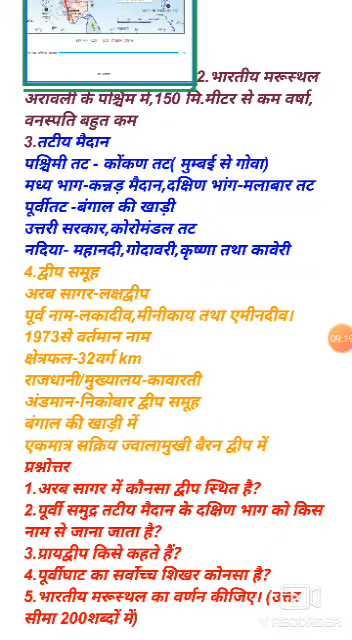 2.भारतीय मरूस्थल
अरावली के पश्चिम में,150 मि.मीटर से कम वर्षा,
वनस्पति बहुत कम
3.तटीय मैदान
पश्चिमी तट - कोंकण तट( मुम्बई से गोवा)
मध्य भाग-कन्नड़ मैदान,दक्षिण भांग-मलाबार तट
पूर्वीतट -बंगाल की खाड़ी
उत्तरी सरकार,कोरोमंडल तट
नदिया- महानदी,गोदावरी,कृष्णा तथा कावेरी
4.द्वीप समूह
अरब सागर-लक्षद्वीप
पूर्व नाम-लकादीव,मीनीकाय तथा एमीनदीव।
1973से वर्तमान नाम
09:19
क्षेत्रफल-32वर्ग km
राजधानी/मुख्यालय-कावारती
अंडमान-निकोबार द्वीप समूह
बंगाल की खाड़ी में
एकमात्र सक्रिय ज्वालामुखी बैरन द्वीप में
प्रश्नोत्तर
1.अरब सागर में कौनसा द्वीप स्थित है?
2.पूर्वी समुद्र तटीय मैदान के दक्षिण भाग को किस
नाम से जाना जाता है?
3.प्रायद्वीप किसे कहते हैं?
4.पूर्वीघाट का सर्वोच्च शिखर कोनसा है?
5.भारतीय मरूस्थल का वर्णन कीजिए। (उत्तर
सीमा 200शब्दों में)